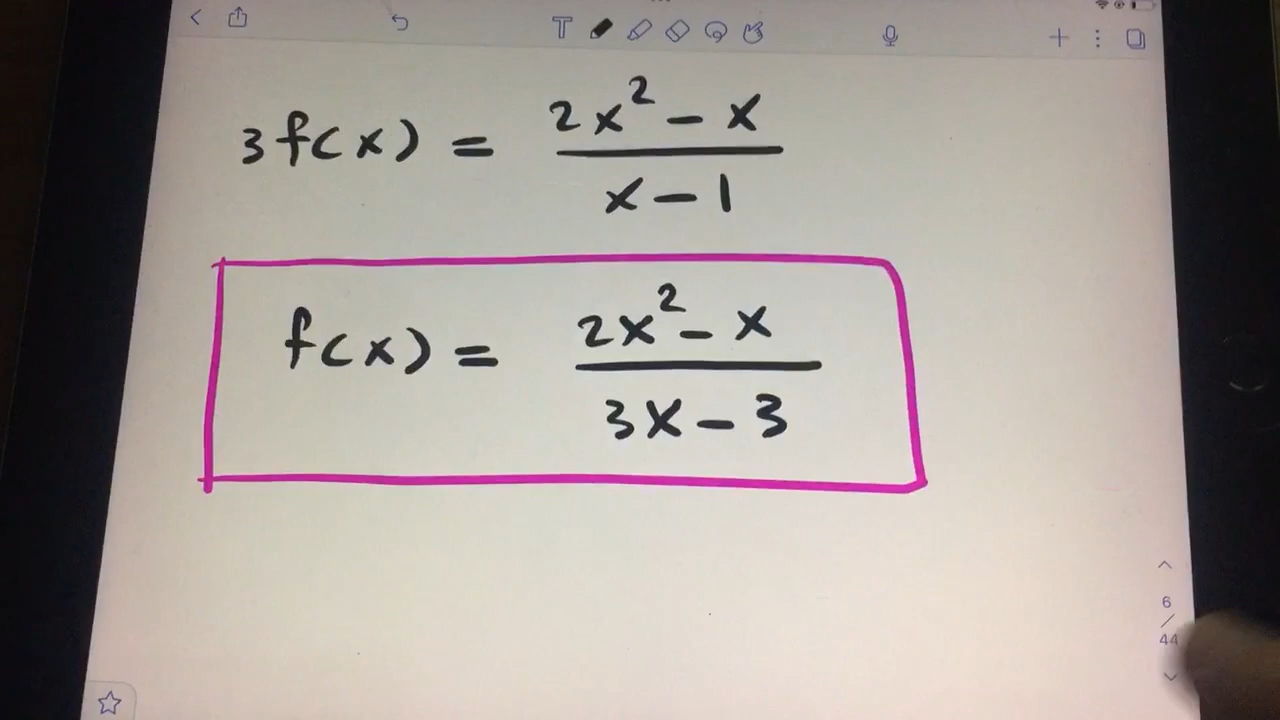 T
3f(x) = (2x² - x) / (x - 1)
f(x) = (2x² - x) / (3x - 3)
6
/
44